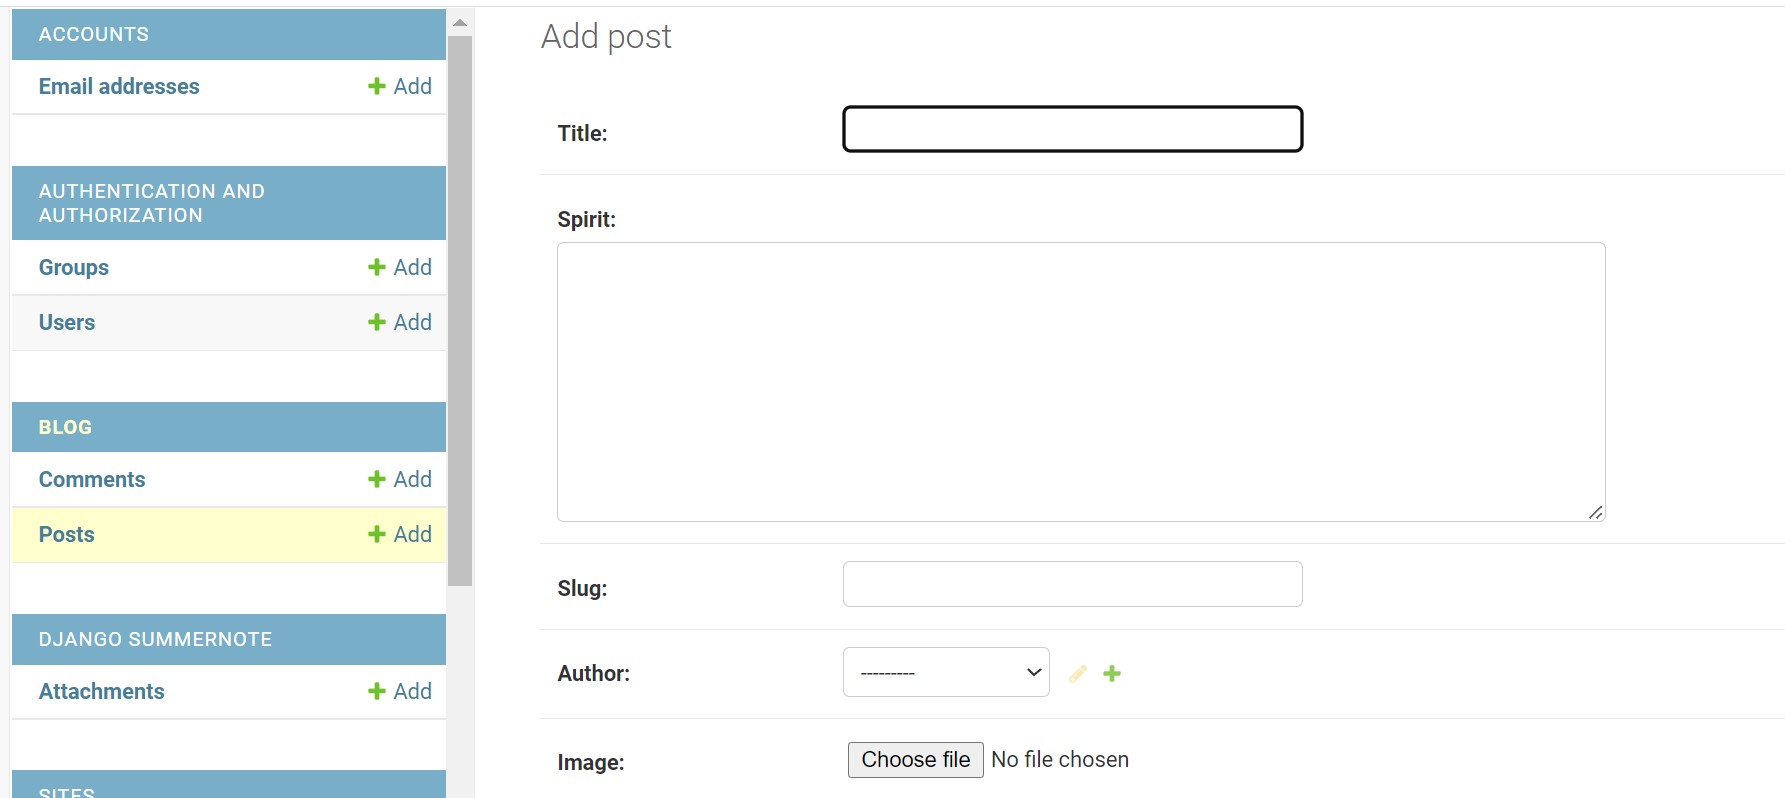 ACCOUNTS
Email addresses
Add
AUTHENTICATION AND
AUTHORIZATION
Groups
Add
Users
Add
BLOG
Comments
Add
Posts
Add
DJANGO SUMMERNOTE
Attachments
Add
SITES
Add post
Title:
Spirit:
Slug:
Author:
---------
Image:
Choose file No file chosen